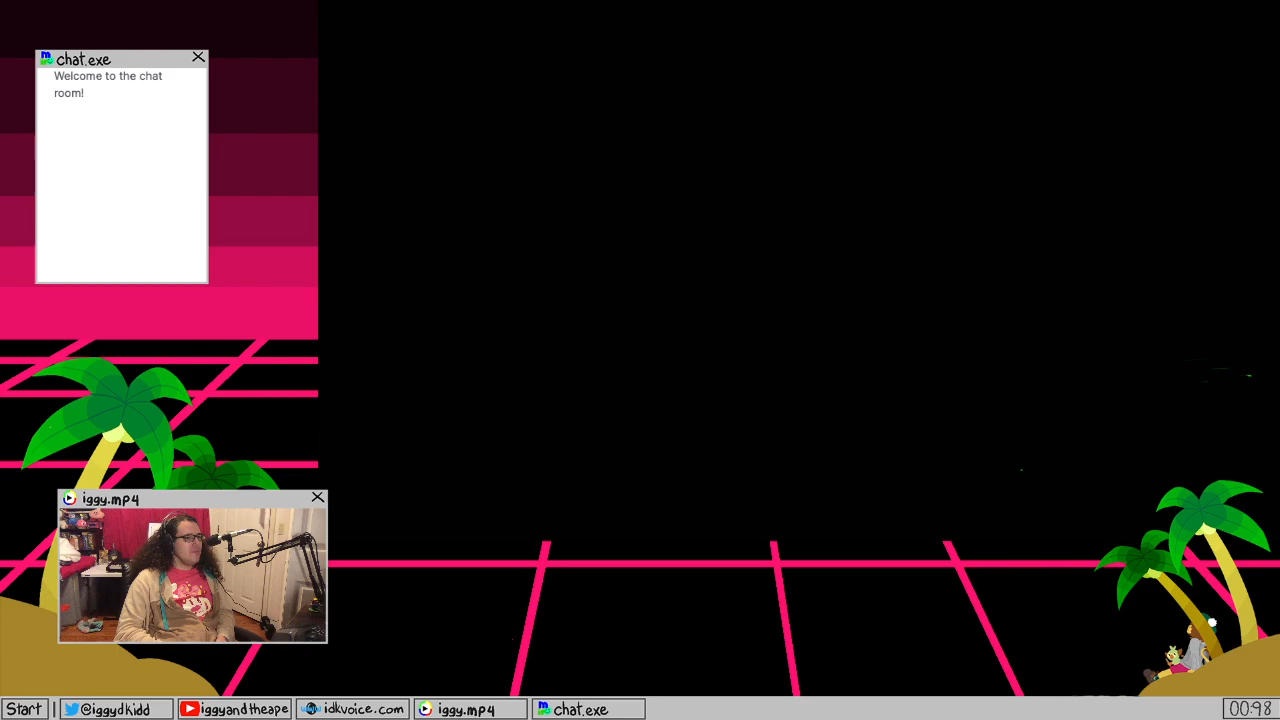 chat.exe
Welcome to the chat
room!
iggy.mp4
Start
@iggydkidd
iggyandtheape
www
idkvoice.com
iggy.mp4
chat.exe
00:98